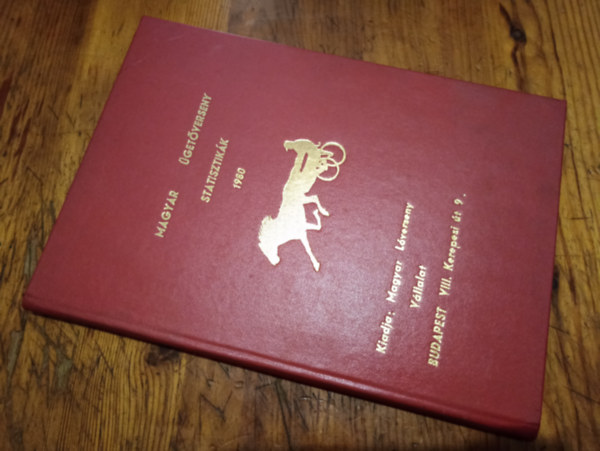 MAGYAR ÜGETŐVERSENY
STATISZTIKÁK
1980
Kiadja: Magyar Lóverseny
Vállalat
BUDAPEST VIII. Kerepesi út 9.